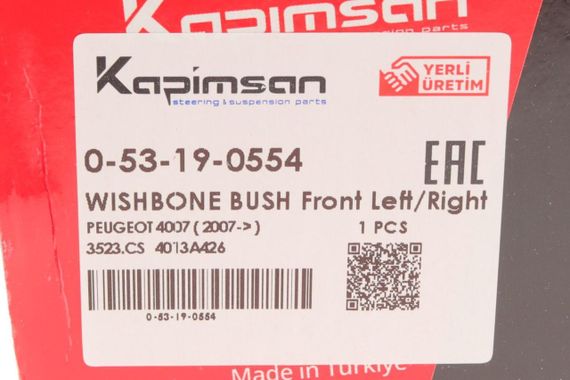 Kapimsan
Kapimsan
steering & suspension parts
YERLİ
ÜRETİM
0-53-19-0554
EAC
WISHBONE BUSH Front Left/Right
PEUGEOT 4007 ( 2007-> )
1 PCS
3523.CS 4013A426
0-53-19-0554
Made in Türkiye